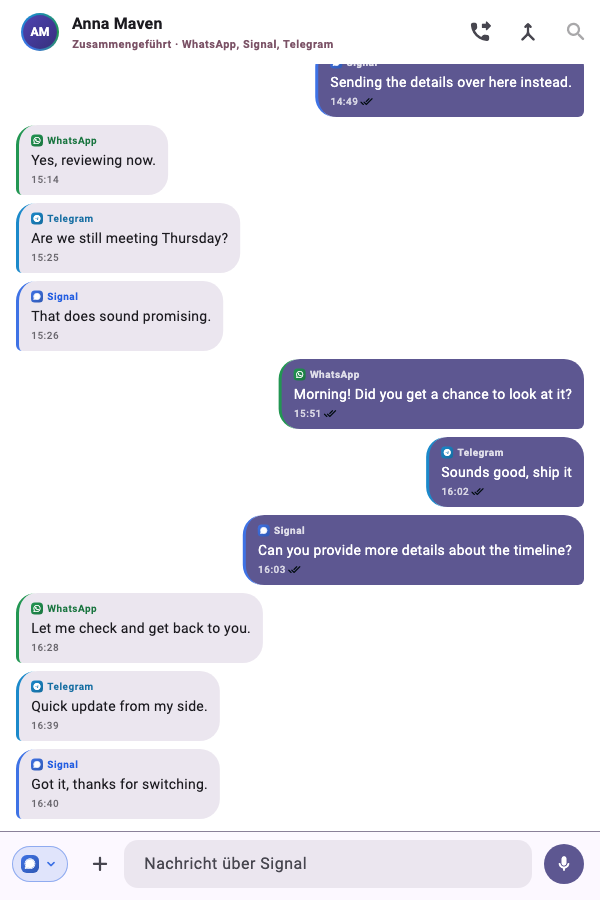 AM
Anna Maven
Zusammengeführt · WhatsApp, Signal, Telegram
Signal
Sending the details over here instead.
14:49
WhatsApp
Yes, reviewing now.
15:14
Telegram
Are we still meeting Thursday?
15:25
Signal
That does sound promising.
15:26
WhatsApp
Morning! Did you get a chance to look at it?
15:51
Telegram
Sounds good, ship it
16:02
Signal
Can you provide more details about the timeline?
16:03
WhatsApp
Let me check and get back to you.
16:28
Telegram
Quick update from my side.
16:39
Signal
Got it, thanks for switching.
16:40
Nachricht über Signal